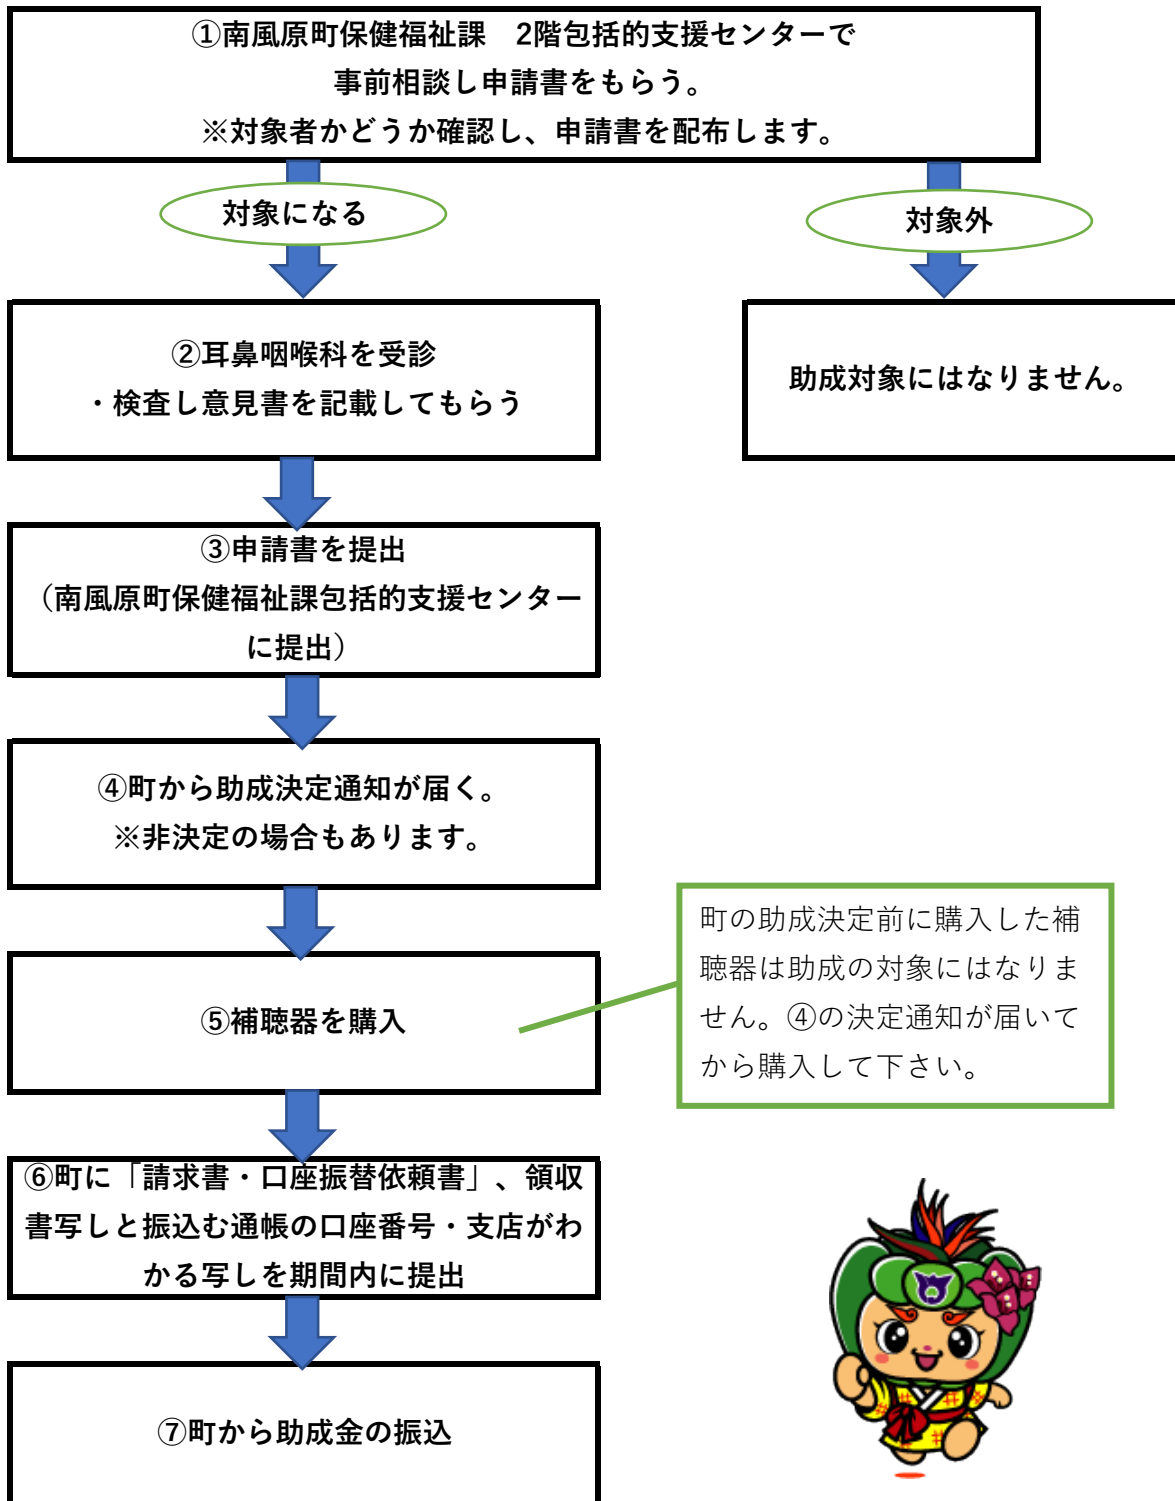 ①南風原町保健福祉課　2階包括的支援センターで
事前相談し申請書をもらう。
※対象者かどうか確認し、申請書を配布します。
対象になる
対象外
②耳鼻咽喉科を受診
・検査し意見書を記載してもらう
助成対象にはなりません。
③申請書を提出
（南風原町保健福祉課包括的支援センター
に提出）
④町から助成決定通知が届く。
※非決定の場合もあります。
⑤補聴器を購入
町の助成決定前に購入した補
聴器は助成の対象にはなりま
せん。④の決定通知が届いて
から購入して下さい。
⑥町に「請求書・口座振替依頼書」、領収
書写しと振込む通帳の口座番号・支店がわ
かる写しを期間内に提出
⑦町から助成金の振込